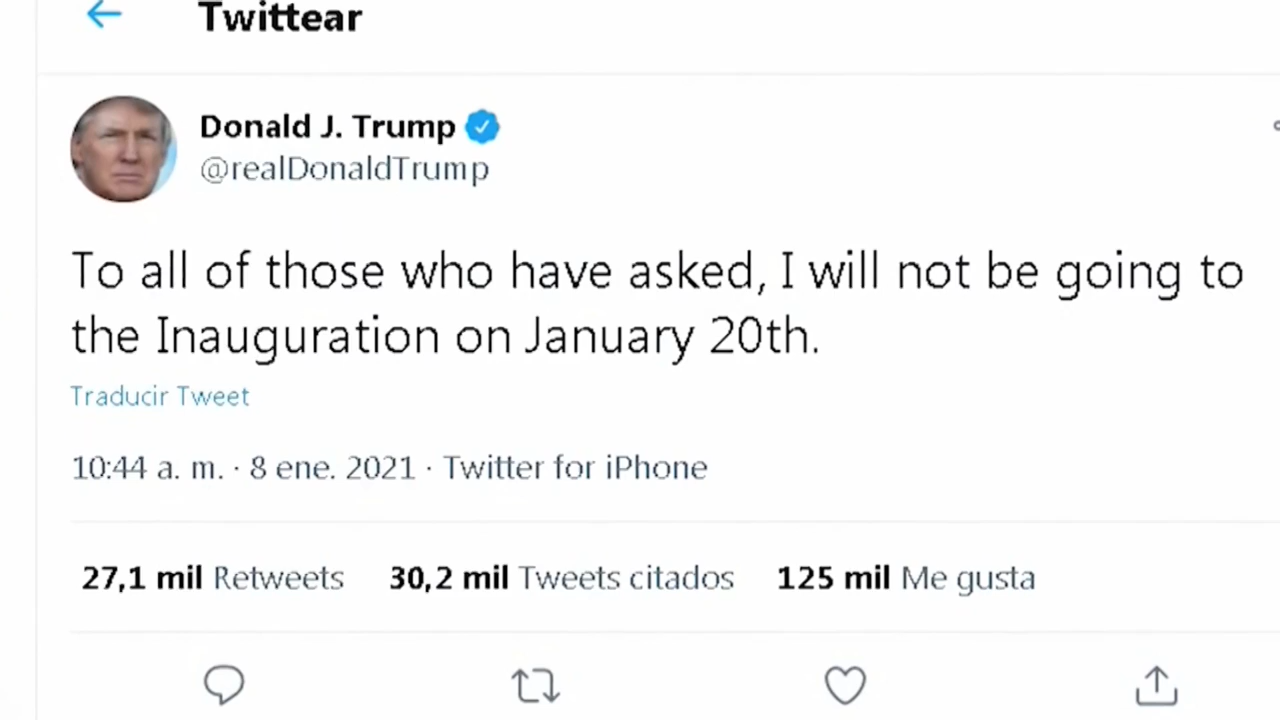 Twittear
Donald J. Trump
@realDonaldTrump
To all of those who have asked, I will not be going to
the Inauguration on January 20th.
Traducir Tweet
10:44 a. m. · 8 ene. 2021 · Twitter for iPhone
27,1 mil Retweets 30,2 mil Tweets citados 125 mil Me gusta